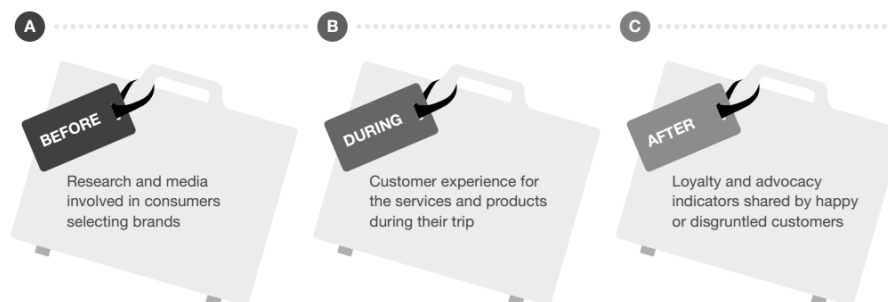 A
B
C
BEFORE
DURING
AFTER
Research and media
involved in consumers
selecting brands
Customer experience for
the services and products
during their trip
Loyalty and advocacy
indicators shared by happy
or disgruntled customers